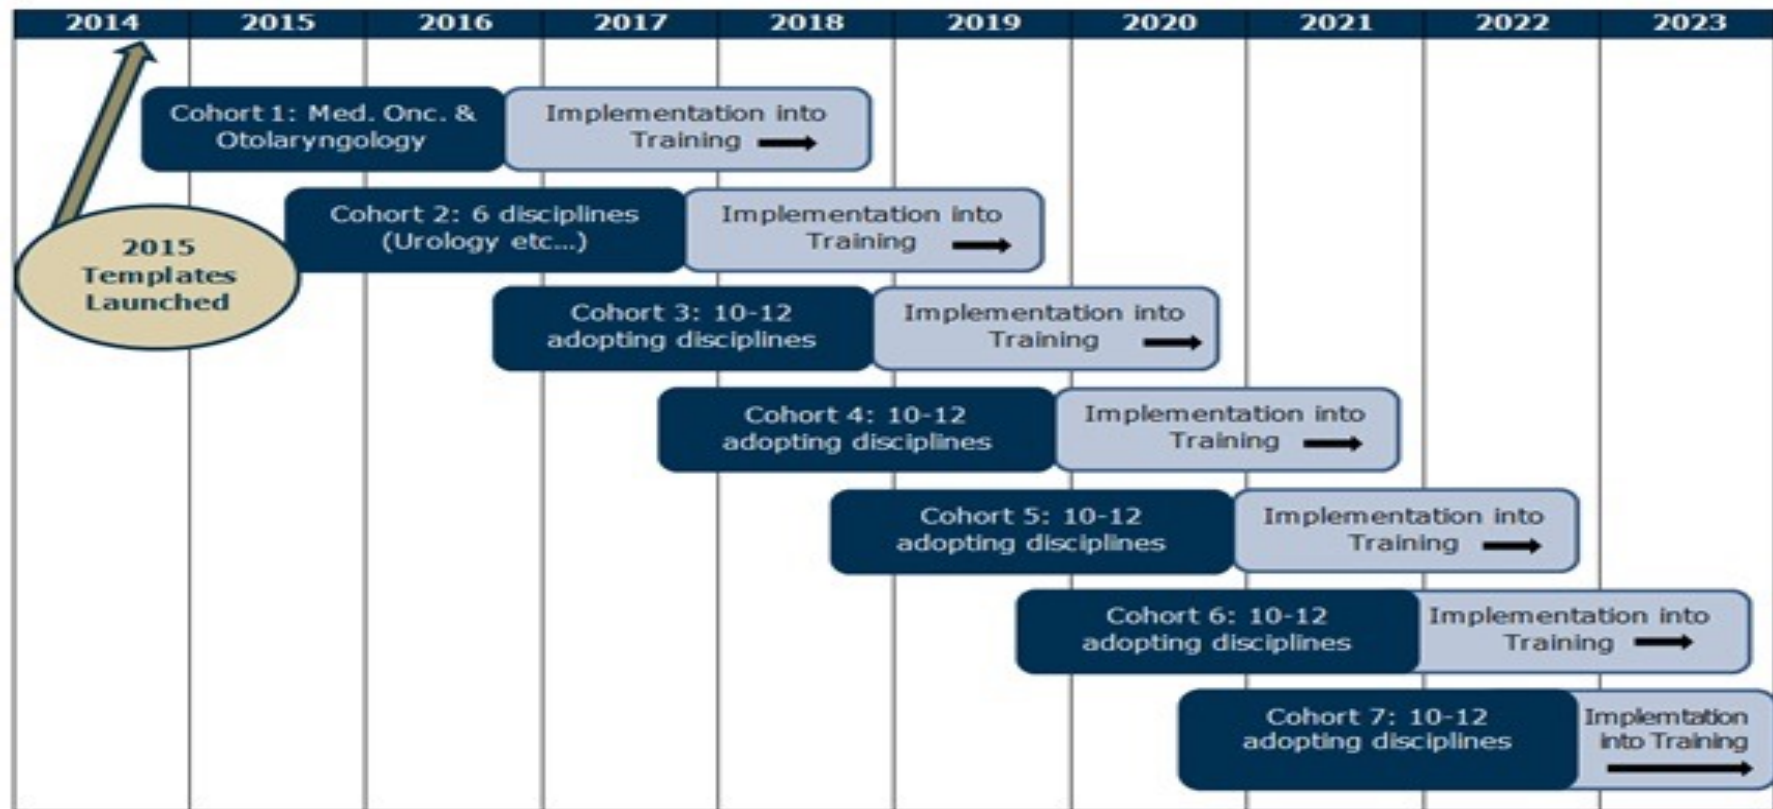 2014 2015 2016 2017 2018 2019 2020 2021 2022 2023
Cohort 1: Med. Onc. &
Otolaryngology
Implementation into
Training
2015
Templates
Launched
Cohort 2: 6 disciplines
(Urology etc...)
Implementation into
Training
Cohort 3: 10-12
adopting disciplines
Implementation into
Training
Cohort 4: 10-12
adopting disciplines
Implementation into
Training
Cohort 5: 10-12
adopting disciplines
Implementation into
Training
Cohort 6: 10-12
adopting disciplines
Implementation into
Training
Cohort 7: 10-12
adopting disciplines
Implemtation
into Training